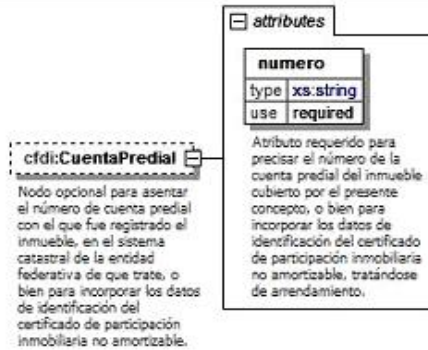 attributes
numero
type xs:string
use required
Atributo requerido para
precisar el número de la
cuenta predial del inmueble
cubierto por el presente
concepto, o bien para
incorporar los datos de
identificación del certificado
de participación inmobiliaria
no amortizable, tratándose
de arrendamiento.
cfdi:CuentaPredial
Nodo opcional para asentar
el número de cuenta predial
con el que fue registrado el
inmueble, en el sistema
catastral de la entidad
federativa de que trate, o
bien para incorporar los datos
de identificación del
certificado de participación
inmobiliaria no amortizable.